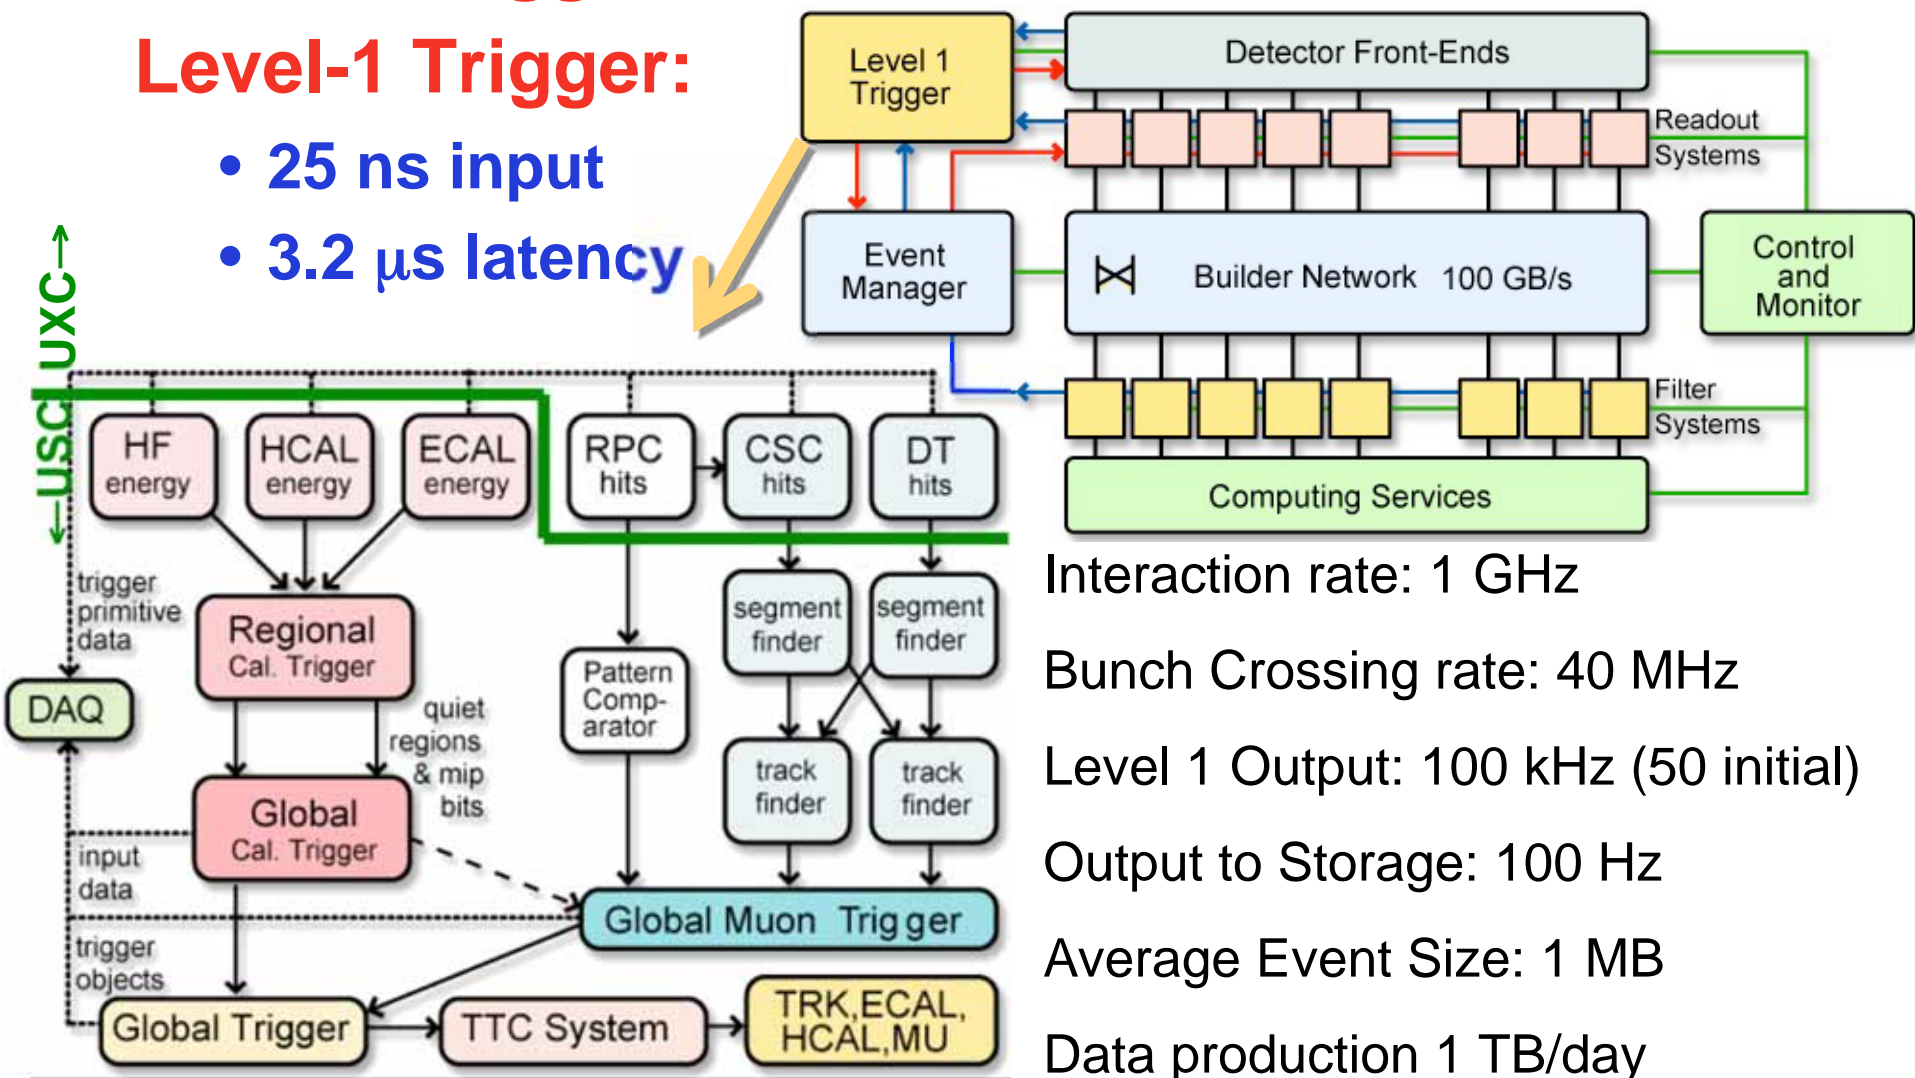 Level-1 Trigger:
• 25 ns input
• 3.2 μs latency
Level 1
Trigger
Detector Front-Ends
Readout
Systems
Event
Manager
Builder Network 100 GB/s
Control
and
Monitor
Filter
Systems
Computing Services
←USC
UXC→
HF
energy
HCAL
energy
ECAL
energy
RPC
hits
CSC
hits
DT
hits
trigger
primitive
data
Regional
Cal. Trigger
segment
finder
segment
finder
Pattern
Comp-
arator
DAQ
quiet
regions
& mip
bits
track
finder
track
finder
Global
Cal. Trigger
input
data
Global Muon Trigger
trigger
objects
Global Trigger
TTC System
TRK,ECAL,
HCAL,MU
Interaction rate: 1 GHz
Bunch Crossing rate: 40 MHz
Level 1 Output: 100 kHz (50 initial)
Output to Storage: 100 Hz
Average Event Size: 1 MB
Data production 1 TB/day